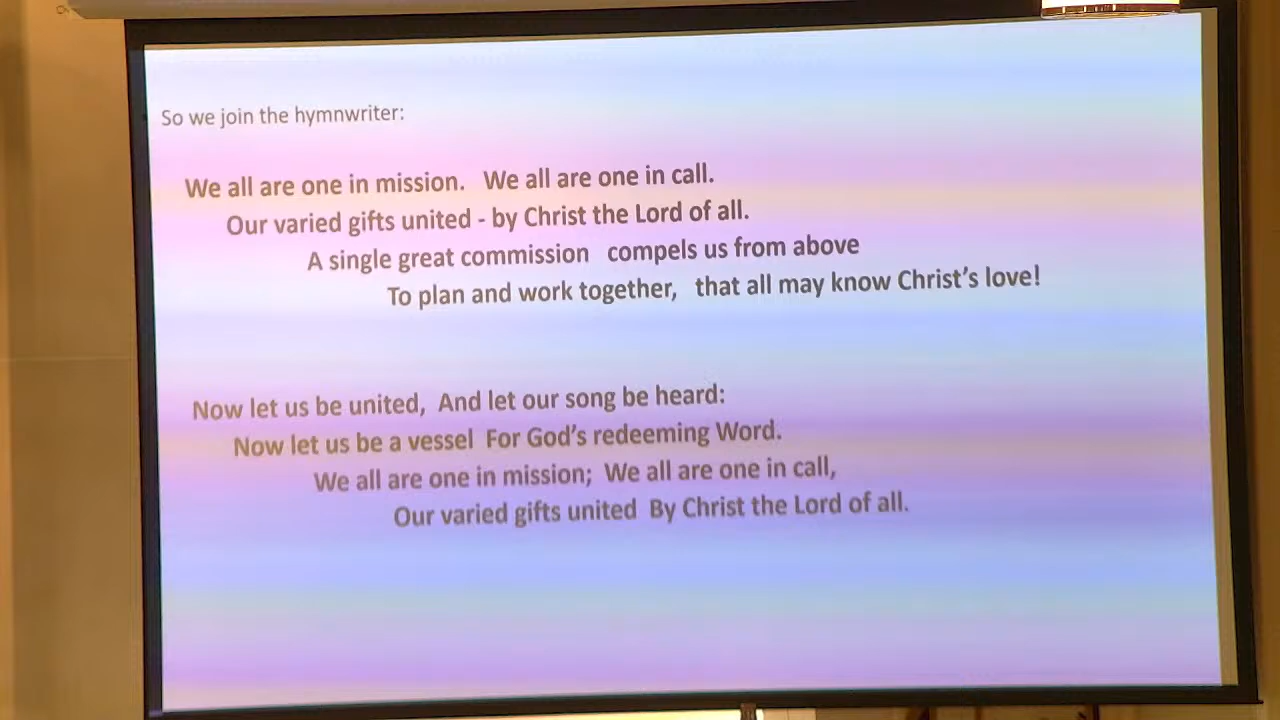 So we join the hymnwriter:
We all are one in mission. We all are one in call.
Our varied gifts united - by Christ the Lord of all.
A single great commission compels us from above
To plan and work together, that all may know Christ's love!
Now let us be united, And let our song be heard:
Now let us be a vessel For God's redeeming Word.
We all are one in mission; We all are one in call,
Our varied gifts united By Christ the Lord of all.